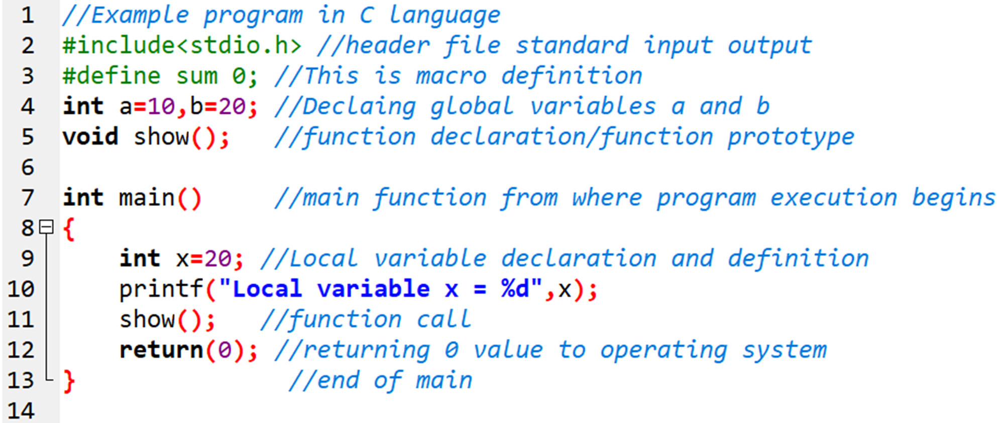 1 //Example program in C language
2 #include<stdio.h> //header file standard input output
3 #define sum 0; //This is macro definition
4 int a=10,b=20; //Declaing global variables a and b
5 void show();   //function declaration/function prototype
6
7 int main()     //main function from where program execution begins
8 {
9     int x=20; //Local variable declaration and definition
10     printf("Local variable x = %d",x);
11     show();   //function call
12     return(0); //returning 0 value to operating system
13 }               //end of main
14